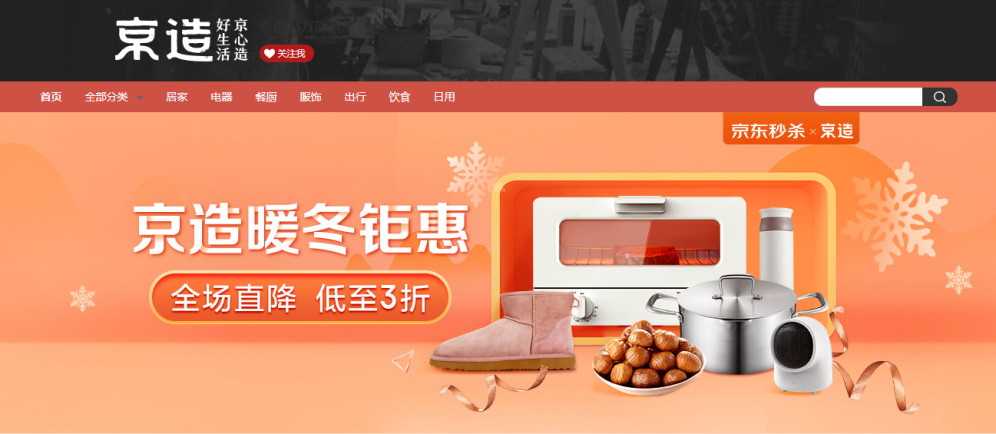 京造
好生活
京心造
关注我
首页 全部分类 居家 电器 餐厨 服饰 出行 饮食 日用
京东秒杀×京造
京造暖冬钜惠
全场直降 低至3折